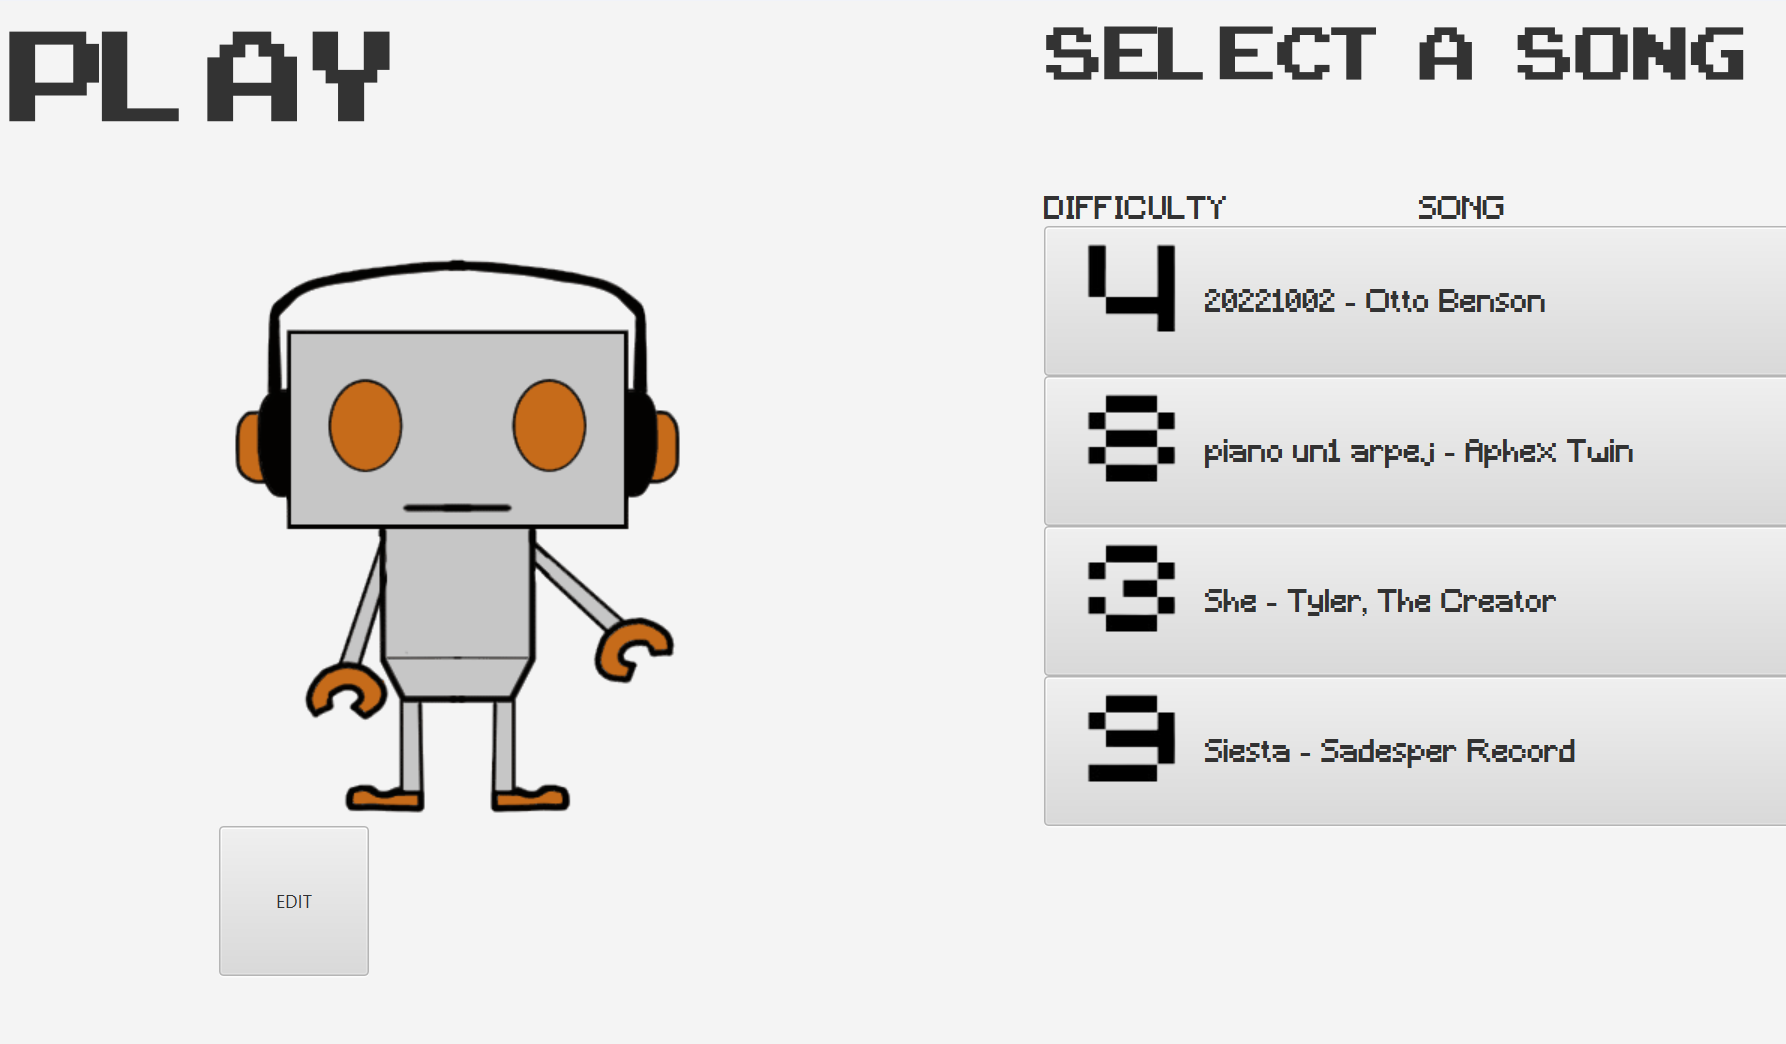 PLAY
SELECT A SONG
DIFFICULTY SONG
4 20221002 - Otto Benson
8 piano un1 arpej - Aphex Twin
3 She - Tyler, The Creator
9 Siesta - Sadesper Record
EDIT